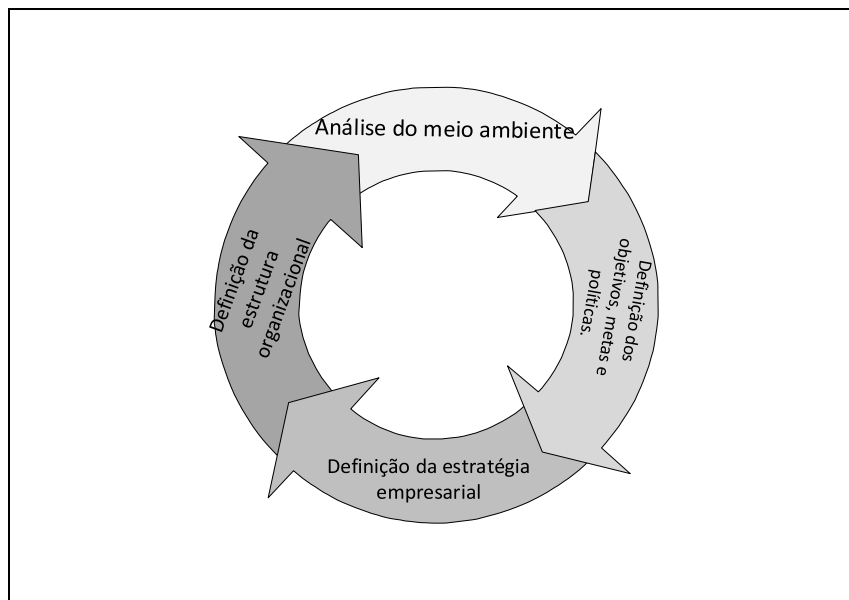 Análise do meio ambiente
Definição dos
objetivos, metas e
políticas.
Definição da estratégia
empresarial
Definição da
estrutura
organizacional